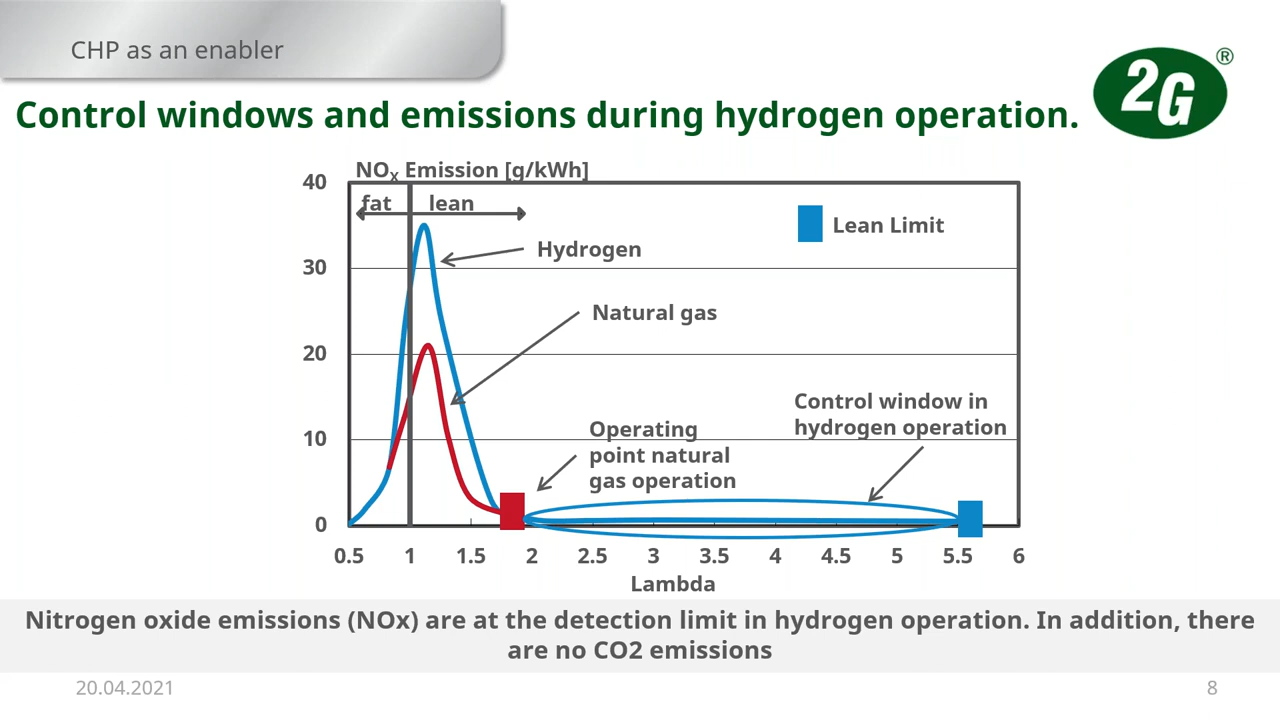 CHP as an enabler
2G®
Control windows and emissions during hydrogen operation.
NOx Emission [g/kWh]
40
fat lean
Lean Limit
Hydrogen
30
Natural gas
20
Control window in
hydrogen operation
Operating
point natural
gas operation
10
0
0.5 1 1.5 2 2.5 3 3.5 4 4.5 5 5.5 6
Lambda
Nitrogen oxide emissions (NOx) are at the detection limit in hydrogen operation. In addition, there
are no CO2 emissions
20.04.2021 8